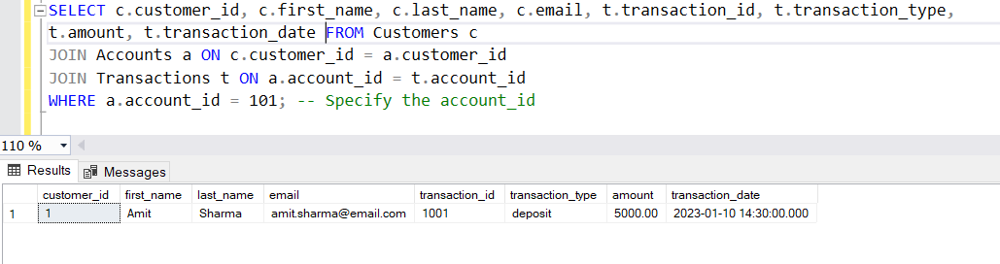 SELECT c.customer_id, c.first_name, c.last_name, c.email, t.transaction_id, t.transaction_type,
t.amount, t.transaction_date FROM Customers c
JOIN Accounts a ON c.customer_id = a.customer_id
JOIN Transactions t ON a.account_id = t.account_id
WHERE a.account_id = 101; -- Specify the account_id
110 %
Results Messages
customer_id first_name last_name email transaction_id transaction_type amount transaction_date
1 1 Amit Sharma amit.sharma@email.com 1001 deposit 5000.00 2023-01-10 14:30:00.000